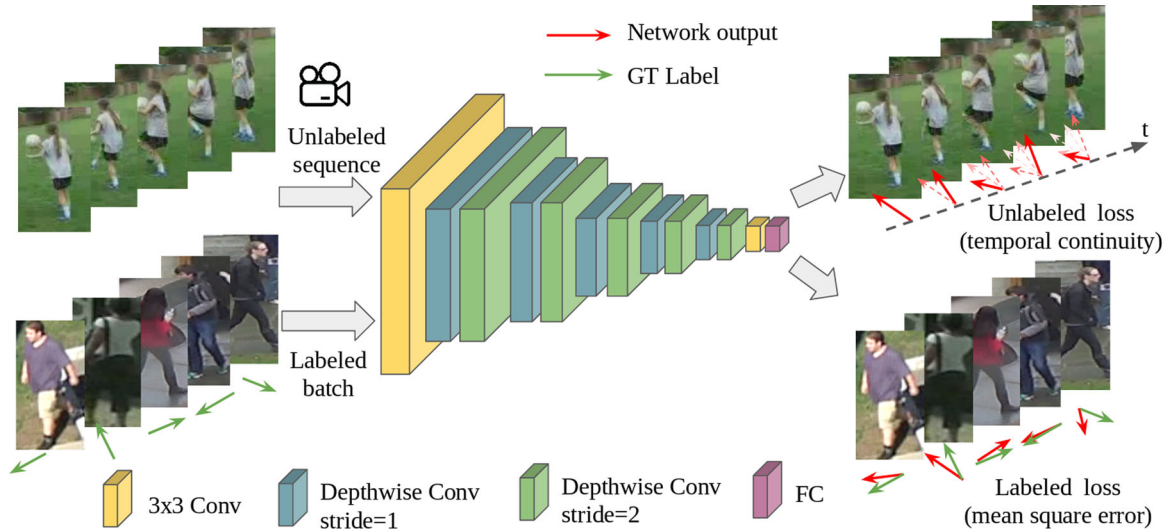 Network output
GT Label
Unlabeled
sequence
t
Unlabeled loss
(temporal continuity)
Labeled
batch
3x3 Conv
Depthwise Conv
stride=1
Depthwise Conv
stride=2
FC
Labeled loss
(mean square error)